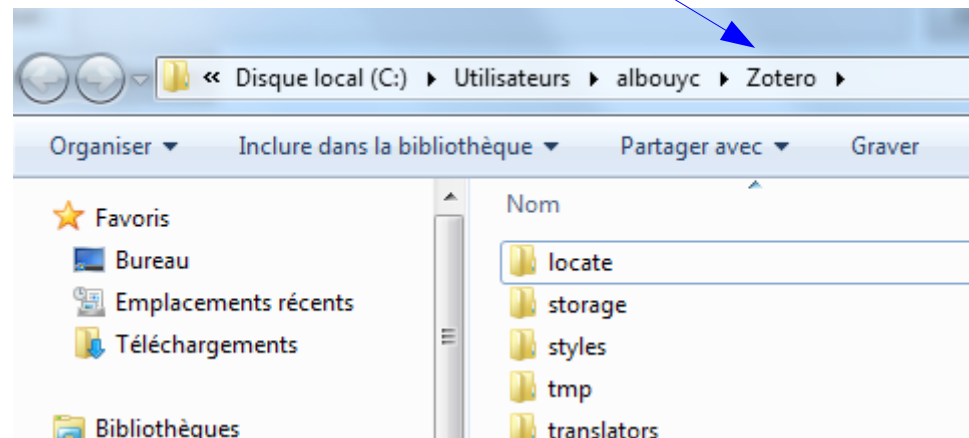 « Disque local (C:) ▸ Utilisateurs ▸ albouyc ▸ Zotero ▸
Organiser ▾ Inclure dans la bibliothèque ▾ Partager avec ▾ Graver
Favoris
Bureau
Emplacements récents
Téléchargements
Bibliothèques
Nom
locate
storage
styles
tmp
translators